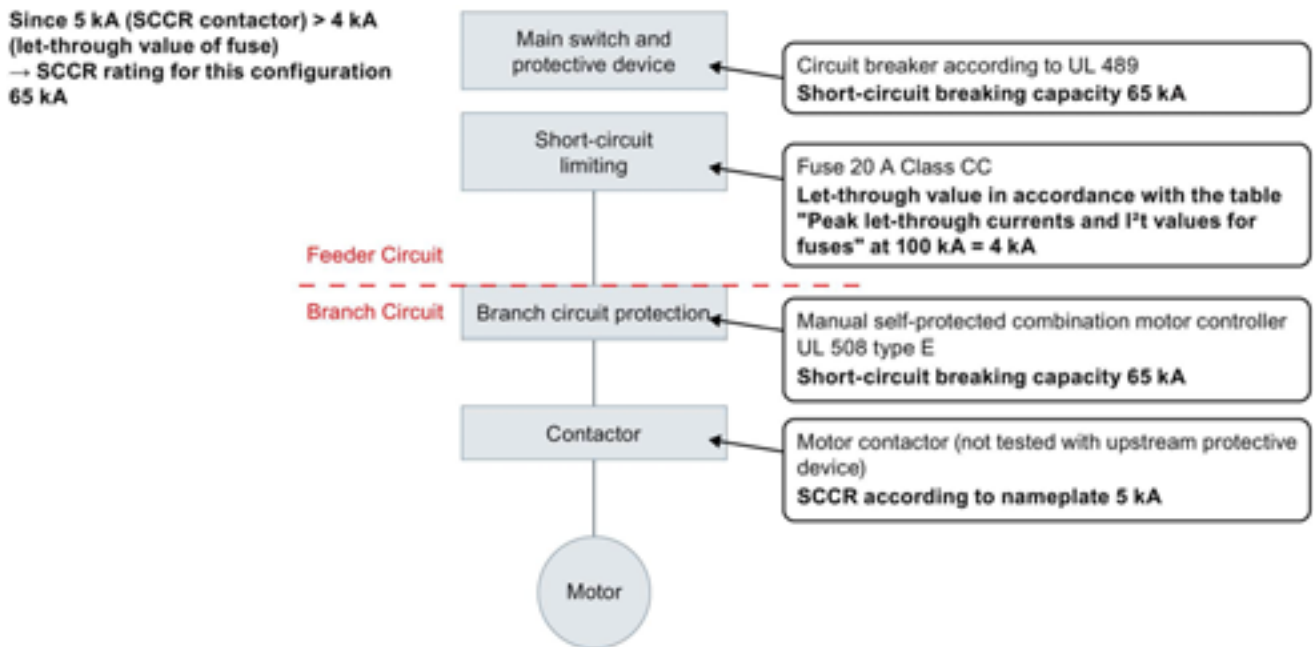 Since 5 kA (SCCR contactor) > 4 kA
(let-through value of fuse)
→ SCCR rating for this configuration
65 kA
Main switch and
protective device
Circuit breaker according to UL 489
Short-circuit breaking capacity 65 kA
Short-circuit
limiting
Fuse 20 A Class CC
Let-through value in accordance with the table
"Peak let-through currents and I²t values for
fuses" at 100 kA = 4 kA
Feeder Circuit
Branch Circuit
Branch circuit protection
Manual self-protected combination motor controller
UL 508 type E
Short-circuit breaking capacity 65 kA
Contactor
Motor contactor (not tested with upstream protective
device)
SCCR according to nameplate 5 kA
Motor